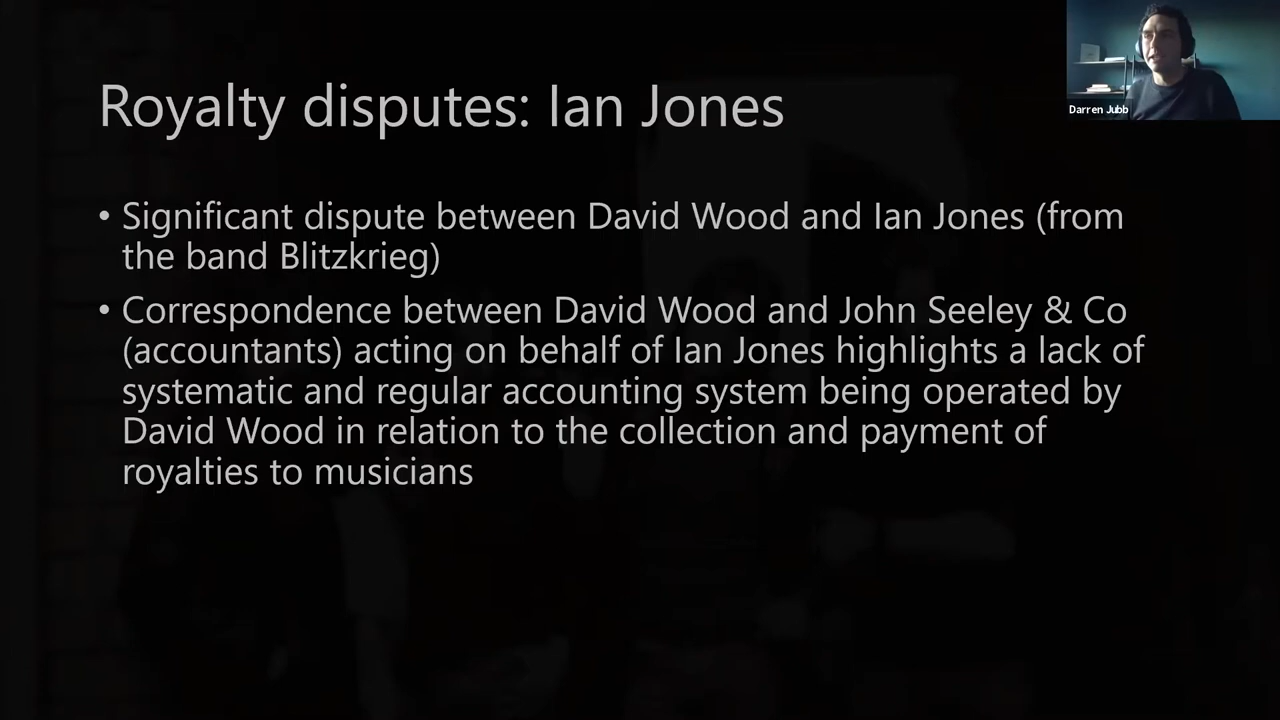 Darren Jubb
Royalty disputes: Ian Jones
• Significant dispute between David Wood and Ian Jones (from
the band Blitzkrieg)
• Correspondence between David Wood and John Seeley & Co
(accountants) acting on behalf of Ian Jones highlights a lack of
systematic and regular accounting system being operated by
David Wood in relation to the collection and payment of
royalties to musicians